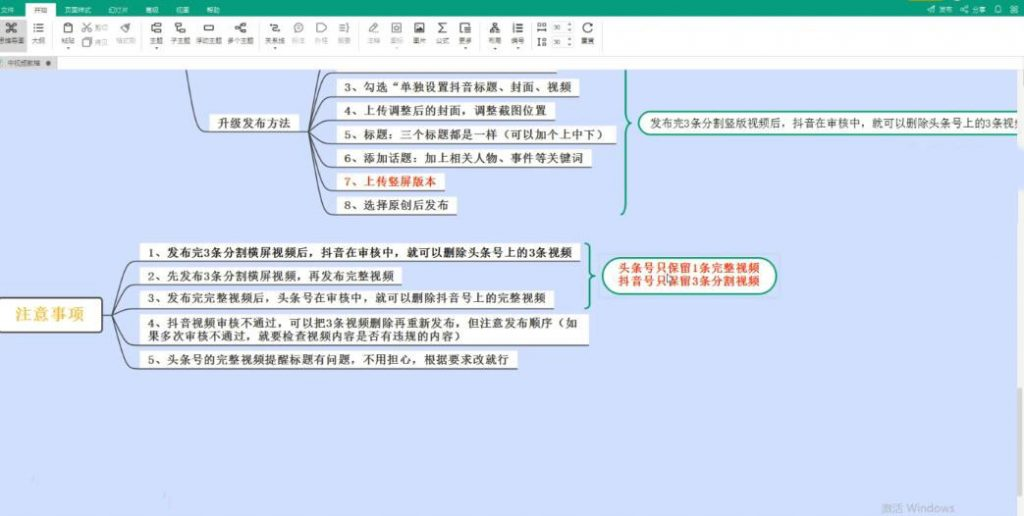 文件 开始 页面样式 幻灯片 高级 视图 帮助
发布 分享
思维导图 大纲 粘贴 剪切 拷贝 格式刷 主题 子主题 浮动主题 多个主题 关系线 标注 外框 概要 注释 图标 图片 公式 更多 布局 编号 30 30 重置
中视频教程
3、勾选“单独设置抖音标题、封面、视频
4、上传调整后的封面，调整截图位置
升级发布方法
5、标题：三个标题都是一样（可以加个上中下）
6、添加话题：加上相关人物、事件等关键词
7、上传竖屏版本
8、选择原创后发布
发布完3条分割竖版视频后，抖音在审核中，就可以删除头条号上的3条视
注意事项
1、发布完3条分割横屏视频后，抖音在审核中，就可以删除头条号上的3条视频
2、先发布3条分割横屏视频，再发布完整视频
3、发布完完整视频后，头条号在审核中，就可以删除抖音号上的完整视频
4、抖音视频审核不通过，可以把3条视频删除再重新发布，但注意发布顺序（如
果多次审核不通过，就要检查视频内容是否有违规的内容）
5、头条号的完整视频提醒标题有问题，不用担心，根据要求改就行
头条号只保留1条完整视频
抖音号只保留3条分割视频
激活 Windows